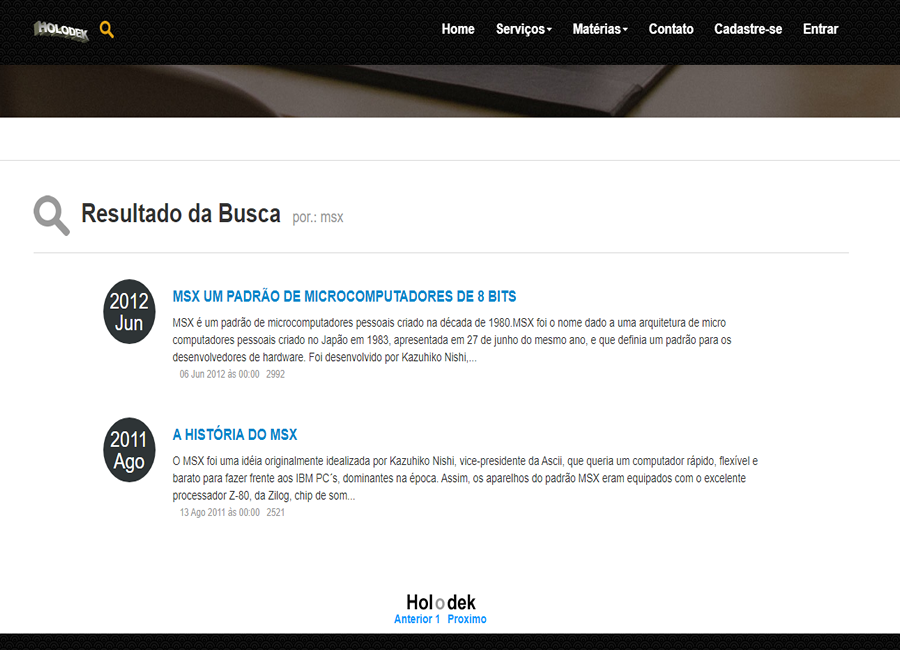 HOLODEK
Home Serviços Matérias Contato Cadastre-se Entrar
Resultado da Busca por.: msx
2012
Jun
MSX UM PADRÃO DE MICROCOMPUTADORES DE 8 BITS
MSX é um padrão de microcomputadores pessoais criado na década de 1980.MSX foi o nome dado a uma arquitetura de micro
computadores pessoais criado no Japão em 1983, apresentada em 27 de junho do mesmo ano, e que definia um padrão para os
desenvolvedores de hardware. Foi desenvolvido por Kazuhiko Nishi,...
06 Jun 2012 ás 00:00 2992
2011
Ago
A HISTÓRIA DO MSX
O MSX foi uma idéia originalmente idealizada por Kazuhiko Nishi, vice-presidente da Ascii, que queria um computador rápido, flexível e
barato para fazer frente aos IBM PC´s, dominantes na época. Assim, os aparelhos do padrão MSX eram equipados com o excelente
processador Z-80, da Zilog, chip de som...
13 Ago 2011 ás 00:00 2521
Holodek
Anterior 1 Proximo